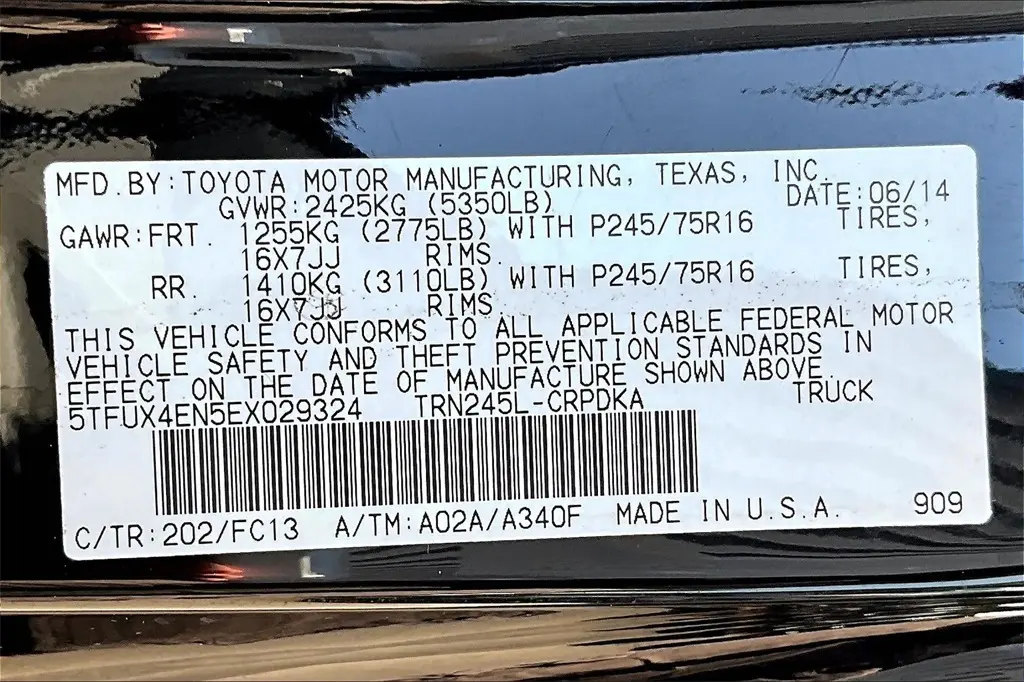 MFD.BY:TOYOTA MOTOR MANUFACTURING, TEXAS, INC.
GVWR:2425KG (5350LB) DATE:06/14
GAWR:FRT. 1255KG (2775LB) WITH P245/75R16 TIRES,
16X7JJ RIMS.
RR. 1410KG (3110LB) WITH P245/75R16 TIRES,
16X7JJ RIMS.
THIS VEHICLE CONFORMS TO ALL APPLICABLE FEDERAL MOTOR
VEHICLE SAFETY AND THEFT PREVENTION STANDARDS IN
EFFECT ON THE DATE OF MANUFACTURE SHOWN ABOVE.
5TFUX4EN5EX029324 TRN245L-CRPDKA TRUCK
C/TR:202/FC13 A/TM:A02A/A340F MADE IN U.S.A. 909